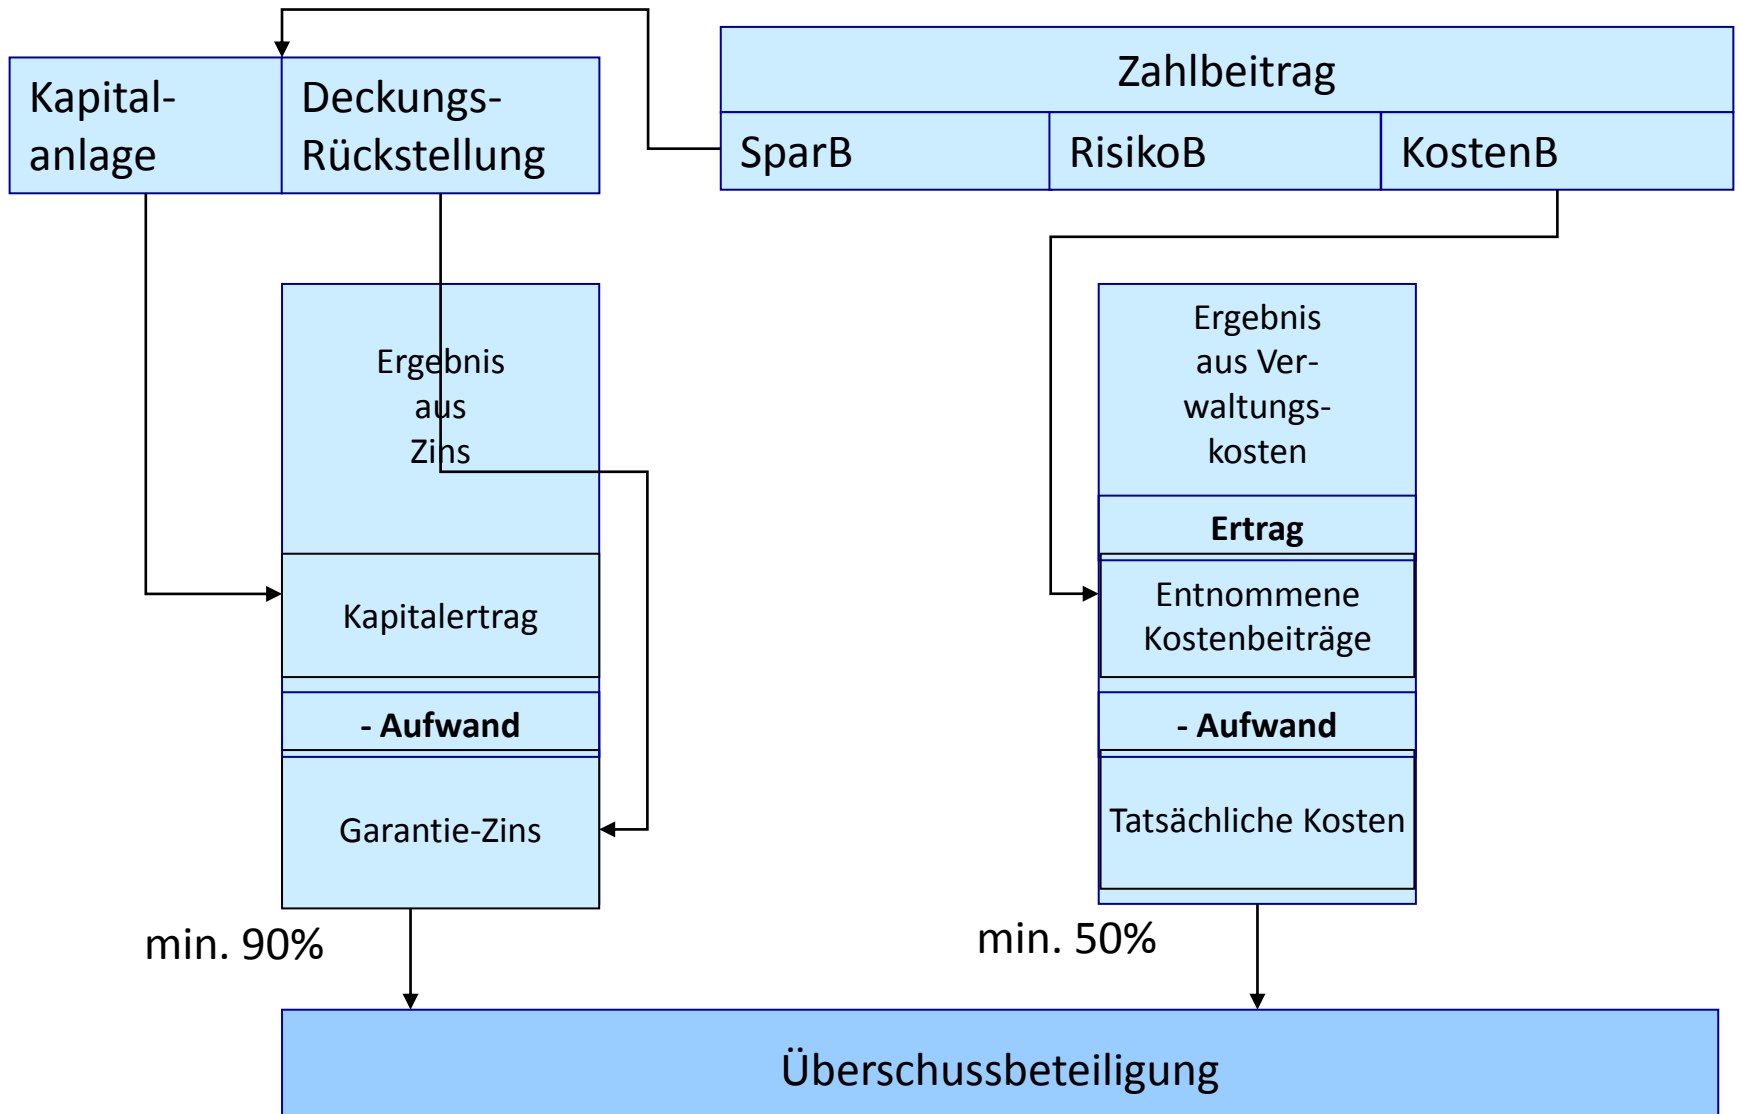 Kapital-
anlage
Deckungs-
Rückstellung
Zahlbeitrag
SparB
RisikoB
KostenB
Ergebnis
aus
Zins
Kapitalertrag
- Aufwand
Garantie-Zins
min. 90%
Ergebnis
aus Ver-
waltungs-
kosten
Ertrag
Entnommene
Kostenbeiträge
- Aufwand
Tatsächliche Kosten
min. 50%
Überschussbeteiligung